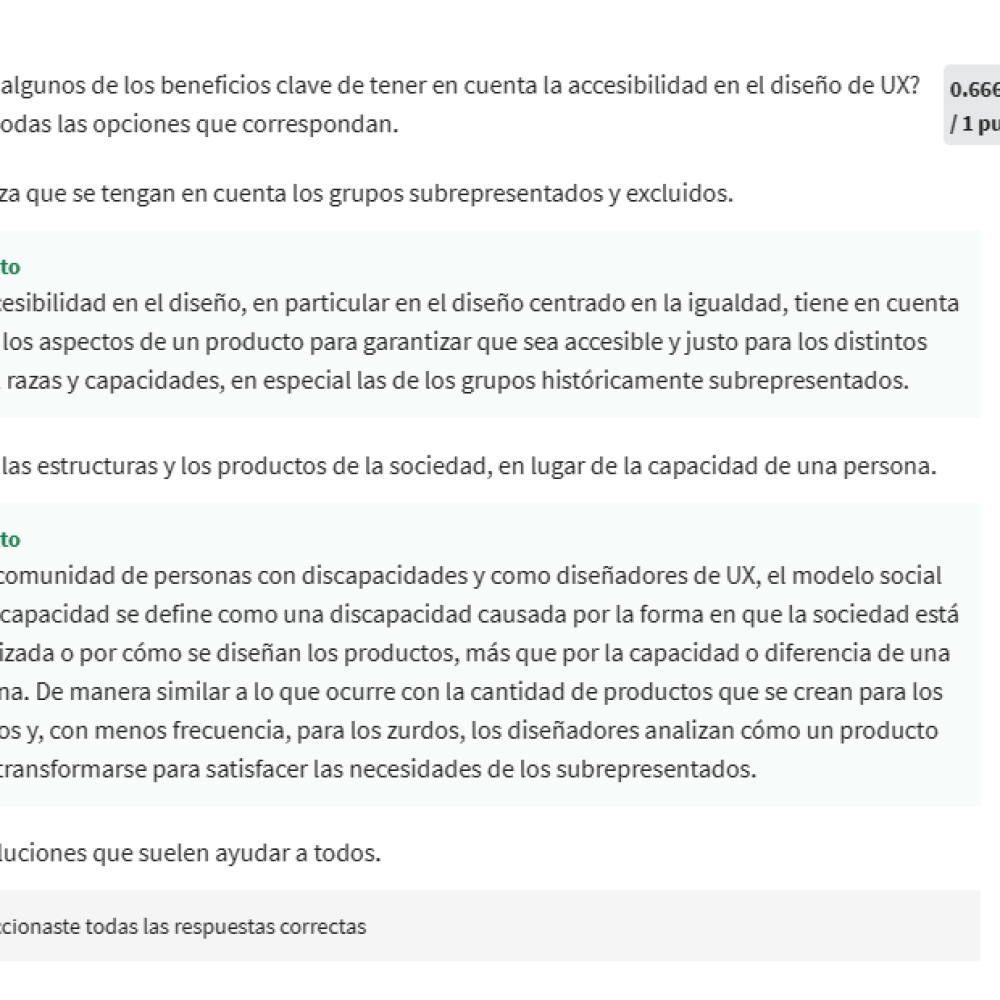 algunos de los beneficios clave de tener en cuenta la accesibilidad en el diseño de UX?
0.666
odas las opciones que correspondan.
/ 1 pu
za que se tengan en cuenta los grupos subrepresentados y excluidos.
to
cesibilidad en el diseño, en particular en el diseño centrado en la igualdad, tiene en cuenta
los aspectos de un producto para garantizar que sea accesible y justo para los distintos
, razas y capacidades, en especial las de los grupos históricamente subrepresentados.
las estructuras y los productos de la sociedad, en lugar de la capacidad de una persona.
to
comunidad de personas con discapacidades y como diseñadores de UX, el modelo social
capacidad se define como una discapacidad causada por la forma en que la sociedad está
izada o por cómo se diseñan los productos, más que por la capacidad o diferencia de una
na. De manera similar a lo que ocurre con la cantidad de productos que se crean para los
os y, con menos frecuencia, para los zurdos, los diseñadores analizan cómo un producto
transformarse para satisfacer las necesidades de los subrepresentados.
luciones que suelen ayudar a todos.
ccionaste todas las respuestas correctas